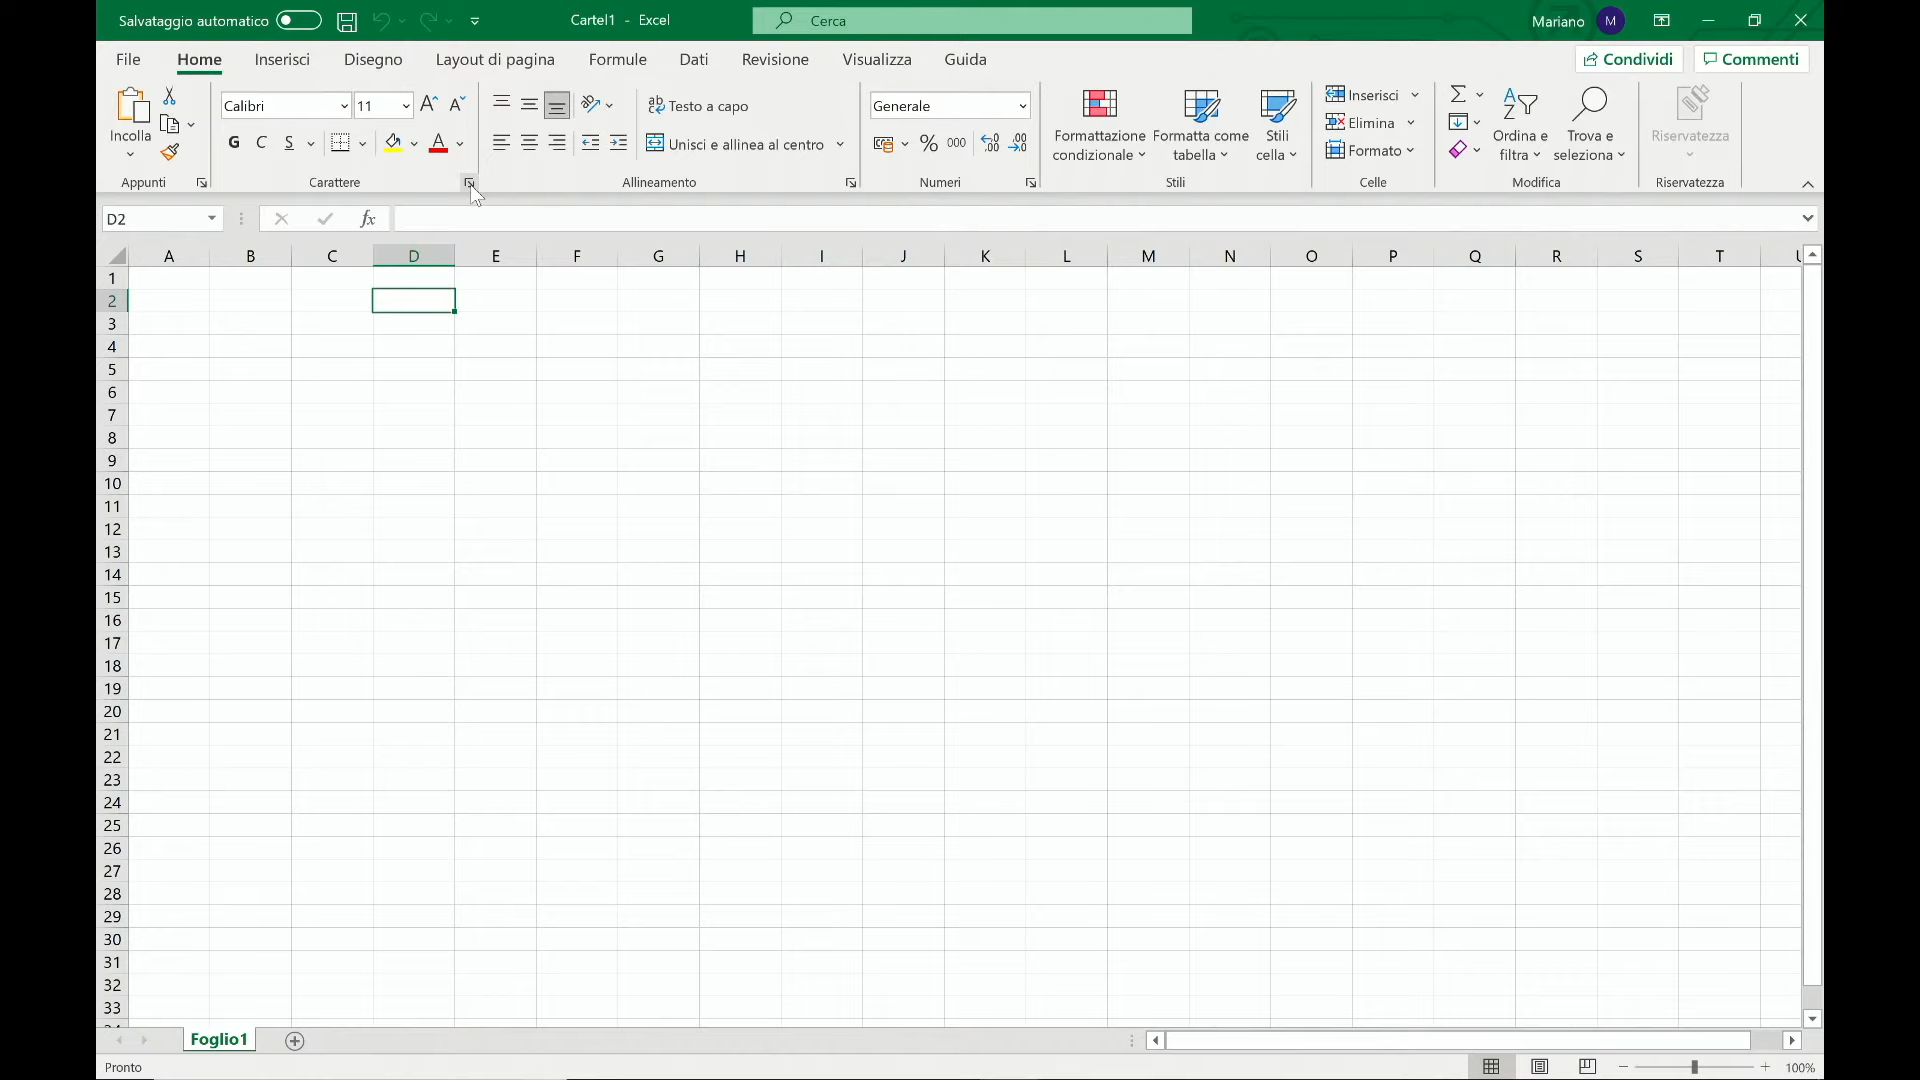 Salvataggio automatico
Cartel1 - Excel
Cerca
Mariano M
File Home Inserisci Disegno Layout di pagina Formule Dati Revisione Visualizza Guida Condividi Commenti
Incolla
Calibri 11
G C S A
ab Testo a capo
Unisci e allinea al centro
Generale
% 000
Formattazione condizionale
Formatta come tabella
Stili cella
Inserisci
Elimina
Formato
Ordina e filtra
Trova e seleziona
Riservatezza
Appunti Carattere Allineamento Numeri Stili Celle Modifica Riservatezza
D2 fx
A B C D E F G H I J K L M N O P Q R S T
1
2
3
4
5
6
7
8
9
10
11
12
13
14
15
16
17
18
19
20
21
22
23
24
25
26
27
28
29
30
31
32
33
Foglio1
Pronto 100%